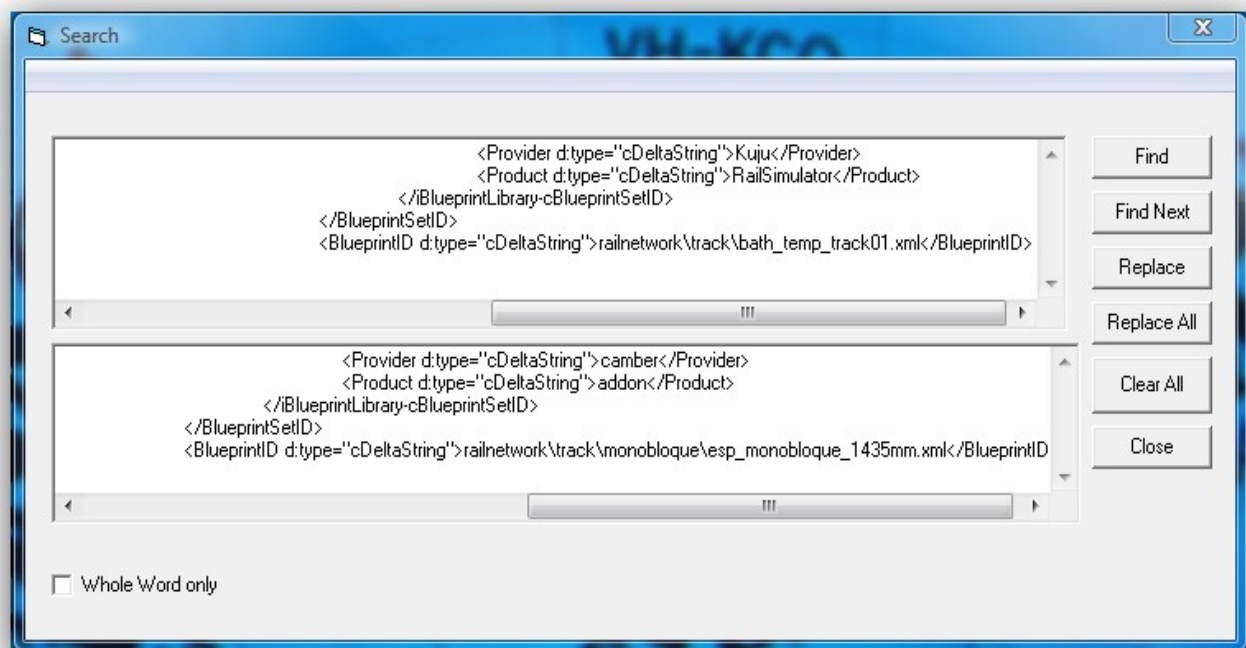 VH-KCO
Search
X
<Provider d:type="cDeltaString">Kuju</Provider>
<Product d:type="cDeltaString">RailSimulator</Product>
</iBlueprintLibrary-cBlueprintSetID>
</BlueprintSetID>
<BlueprintID d:type="cDeltaString">railnetwork\track\bath_temp_track01.xml</BlueprintID>
Find
Find Next
Replace
Replace All
<Provider d:type="cDeltaString">camber</Provider>
<Product d:type="cDeltaString">addon</Product>
</iBlueprintLibrary-cBlueprintSetID>
</BlueprintSetID>
<BlueprintID d:type="cDeltaString">railnetwork\track\monobloque\esp_monobloque_1435mm.xml</BlueprintID
Clear All
Close
Whole Word only